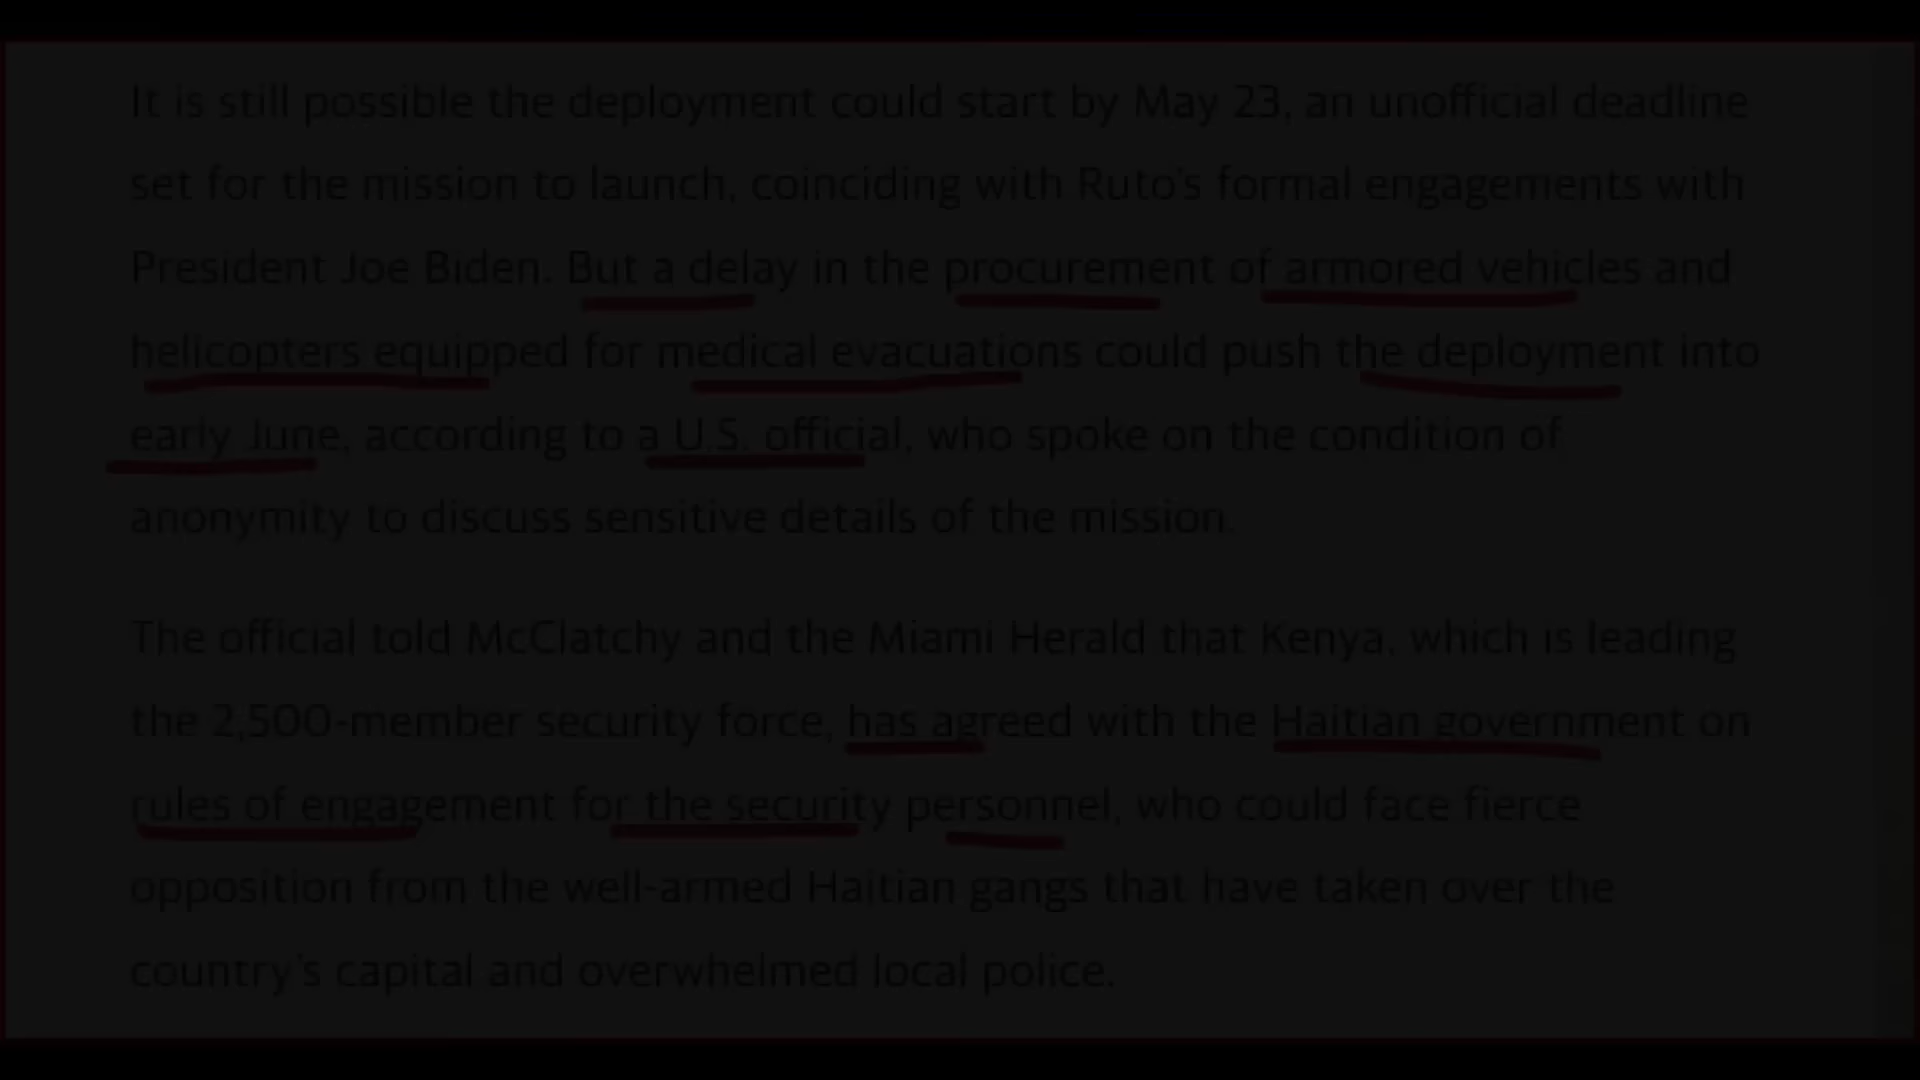 It is still possible the deployment could start by May 23, an unofficial deadline
set for the mission to launch, coinciding with Ruto's formal engagements with
President Joe Biden. But a delay in the procurement of armored vehicles and
helicopters equipped for medical evacuations could push the deployment into
early June, according to a U.S. official, who spoke on the condition of
anonymity to discuss sensitive details of the mission.
The official told McClatchy and the Miami Herald that Kenya, which is leading
the 2,500-member security force, has agreed with the Haitian government on
rules of engagement for the security personnel, who could face fierce
opposition from the well-armed Haitian gangs that have taken over the
country's capital and overwhelmed local police.